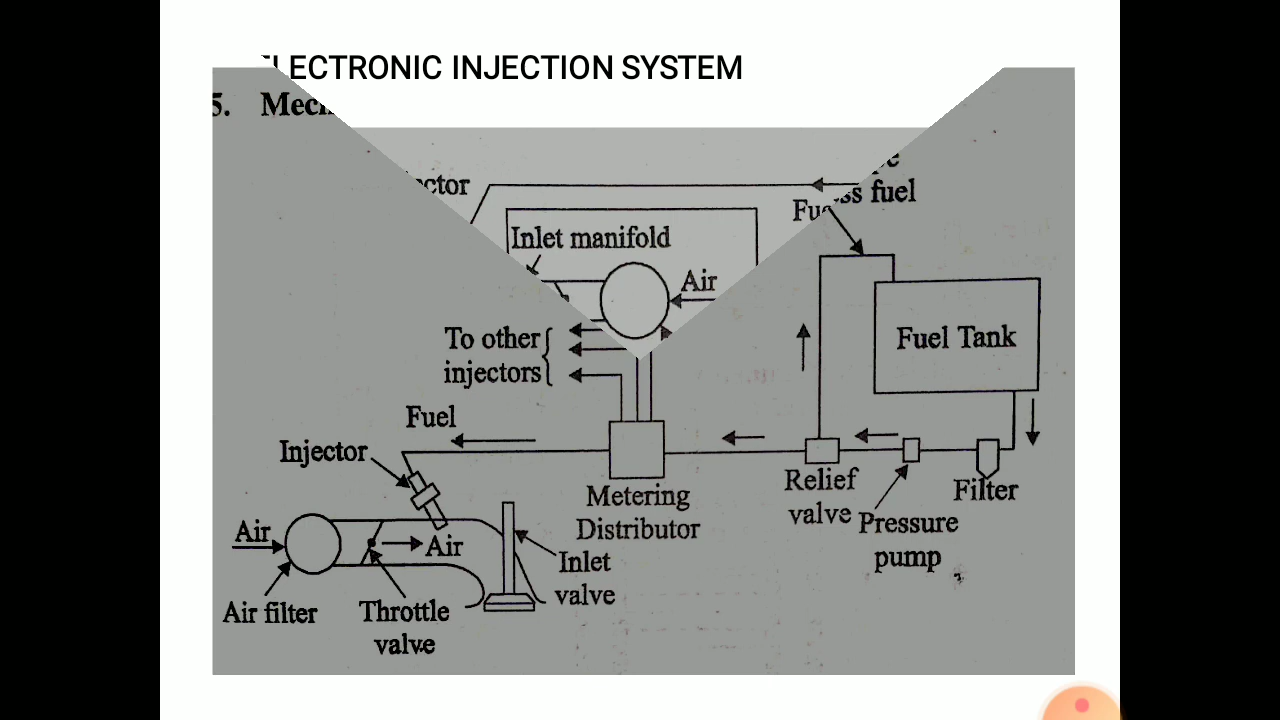 ELECTRONIC INJECTION SYSTEM
5.
Inlet manifold
Air
To other
injectors
Fuel
Injector
Air
Air
Air filter
Throttle
valve
Inlet
valve
Metering
Distributor
Relief
valve
Pressure
pump
Filter
Fuel Tank
fuel